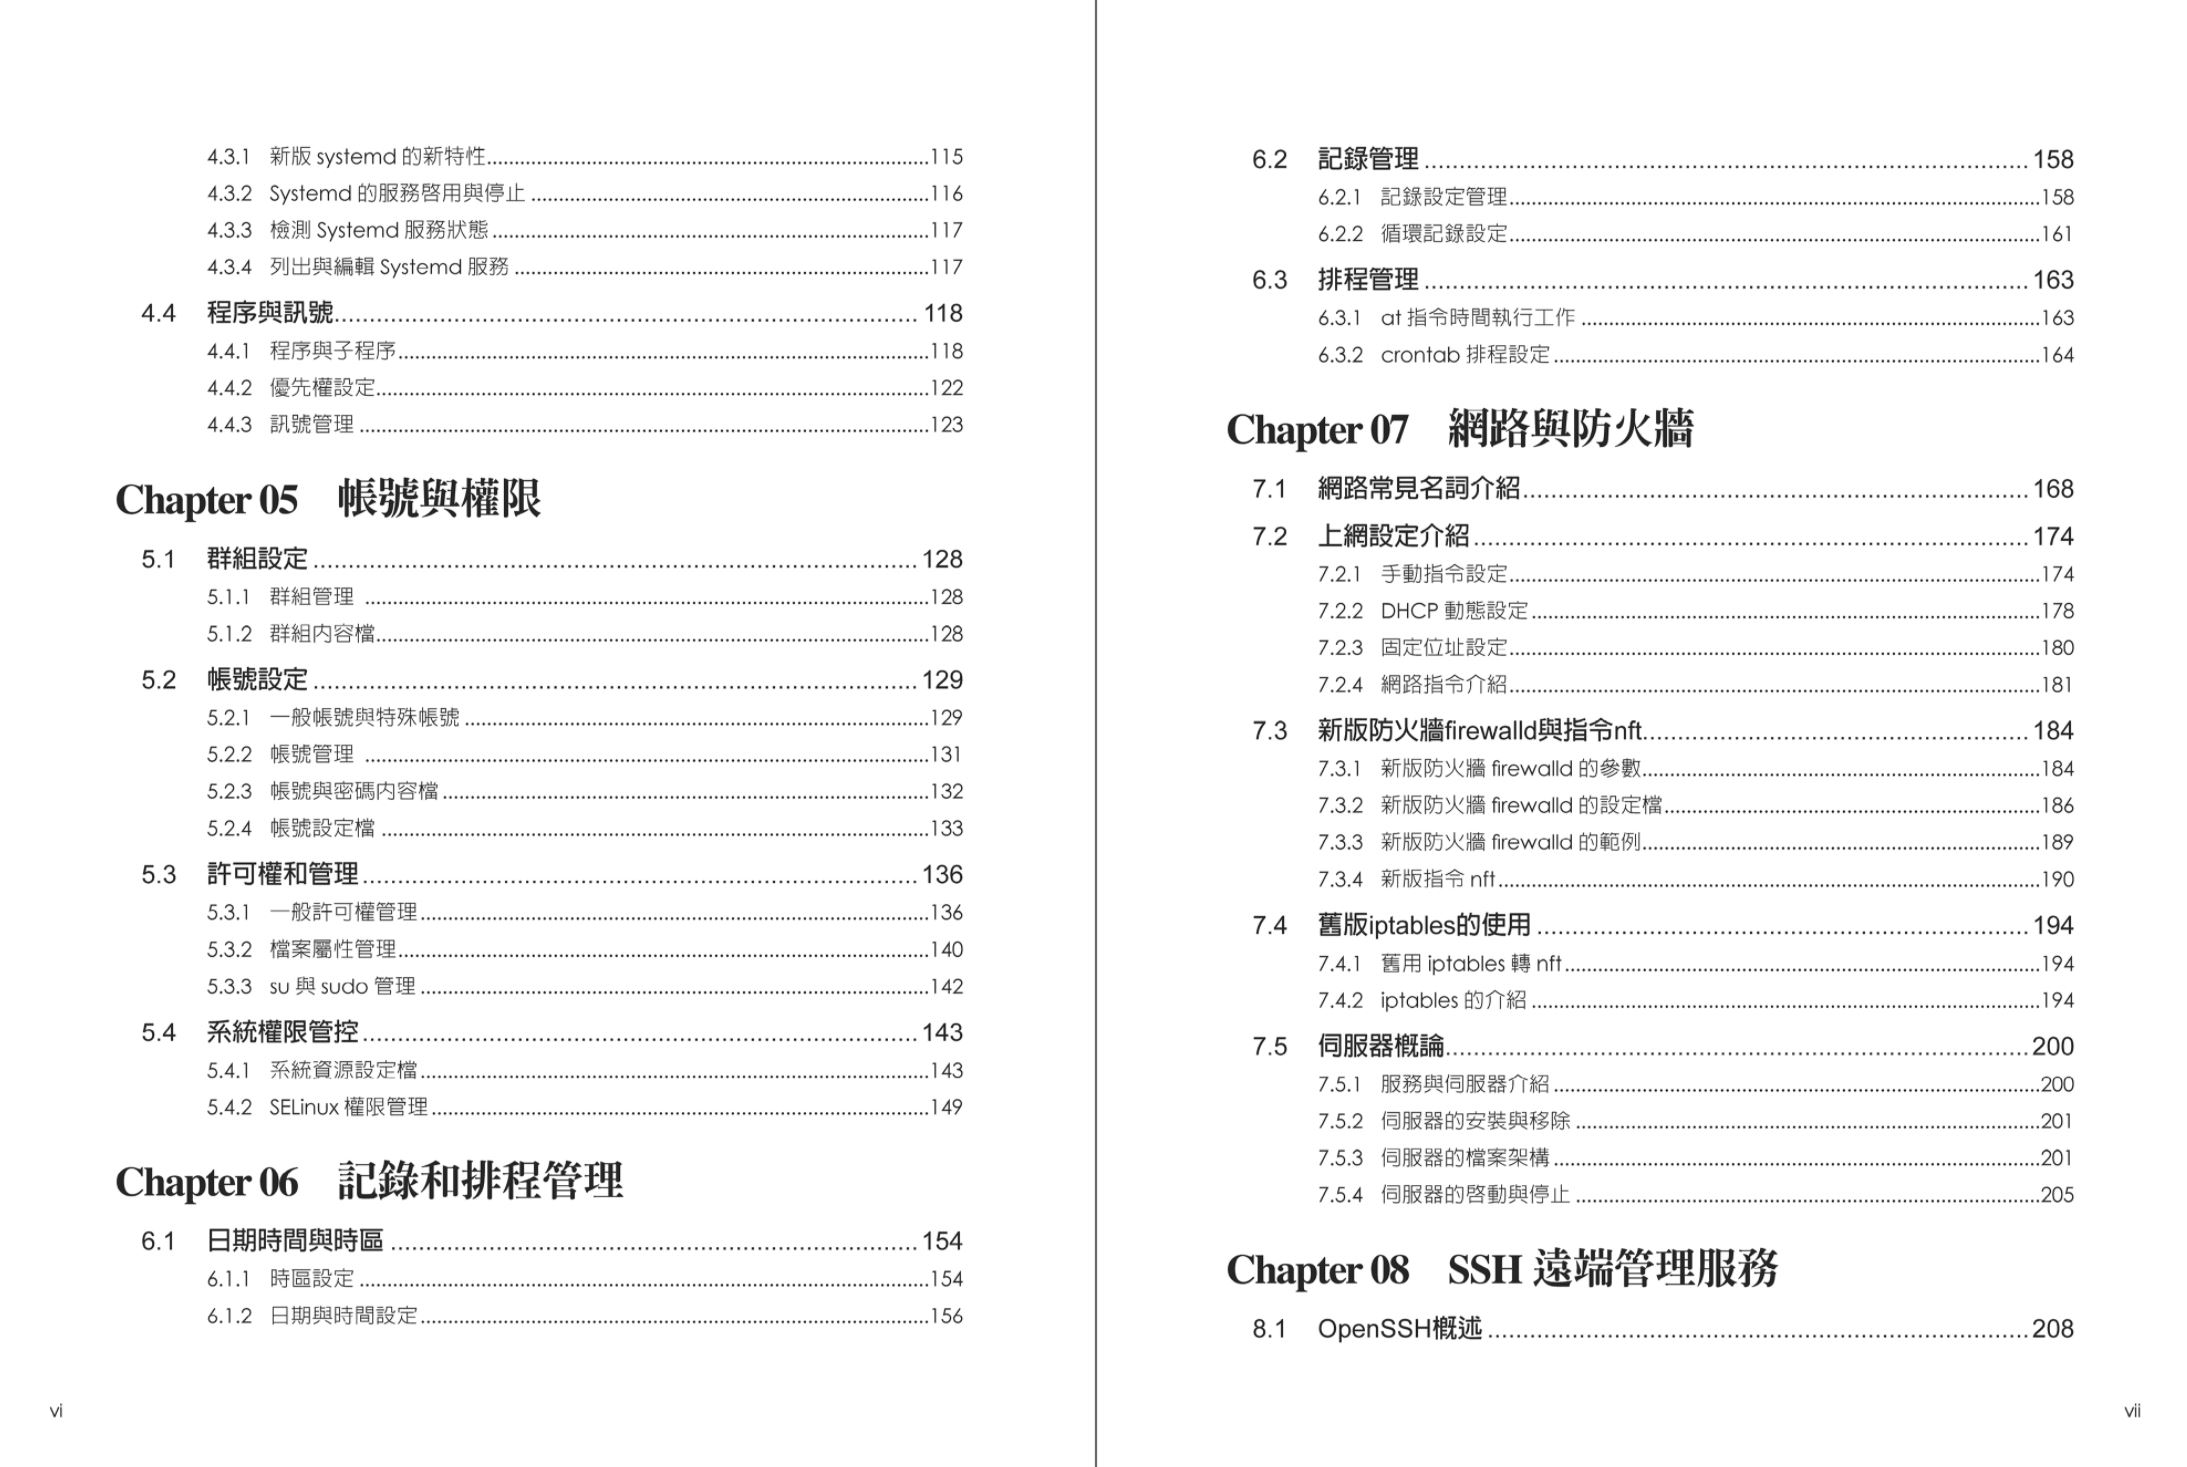 4.3.1 新版 systemd 的新特性........115
4.3.2 Systemd 的服務啓用與停止........116
4.3.3 檢測 Systemd 服務狀態........117
4.3.4 列出與編輯 Systemd 服務........117
4.4 程序與訊號........118
4.4.1 程序與子程序........118
4.4.2 優先權設定........122
4.4.3 訊號管理........123
Chapter 05 帳號與權限
5.1 群組設定........128
5.1.1 群組管理........128
5.1.2 群組内容檔........128
5.2 帳號設定........129
5.2.1 一般帳號與特殊帳號........129
5.2.2 帳號管理........131
5.2.3 帳號與密碼内容檔........132
5.2.4 帳號設定檔........133
5.3 許可權和管理........136
5.3.1 一般許可權管理........136
5.3.2 檔案屬性管理........140
5.3.3 su 與 sudo 管理........142
5.4 系統權限管控........143
5.4.1 系統資源設定檔........143
5.4.2 SELinux 權限管理........149
Chapter 06 記錄和排程管理
6.1 日期時間與時區........154
6.1.1 時區設定........154
6.1.2 日期與時間設定........156
vi
6.2 記錄管理........158
6.2.1 記錄設定管理........158
6.2.2 循環記錄設定........161
6.3 排程管理........163
6.3.1 at 指令時間執行工作........163
6.3.2 crontab 排程設定........164
Chapter 07 網路與防火牆
7.1 網路常見名詞介紹........168
7.2 上網設定介紹........174
7.2.1 手動指令設定........174
7.2.2 DHCP 動態設定........178
7.2.3 固定位址設定........180
7.2.4 網路指令介紹........181
7.3 新版防火牆firewalld與指令nft........184
7.3.1 新版防火牆 firewalld 的參數........184
7.3.2 新版防火牆 firewalld 的設定檔........186
7.3.3 新版防火牆 firewalld 的範例........189
7.3.4 新版指令 nft........190
7.4 舊版iptables的使用........194
7.4.1 舊用 iptables 轉 nft........194
7.4.2 iptables 的介紹........194
7.5 伺服器概論........200
7.5.1 服務與伺服器介紹........200
7.5.2 伺服器的安裝與移除........201
7.5.3 伺服器的檔案架構........201
7.5.4 伺服器的啓動與停止........205
Chapter 08 SSH 遠端管理服務
8.1 OpenSSH概述........208
vii